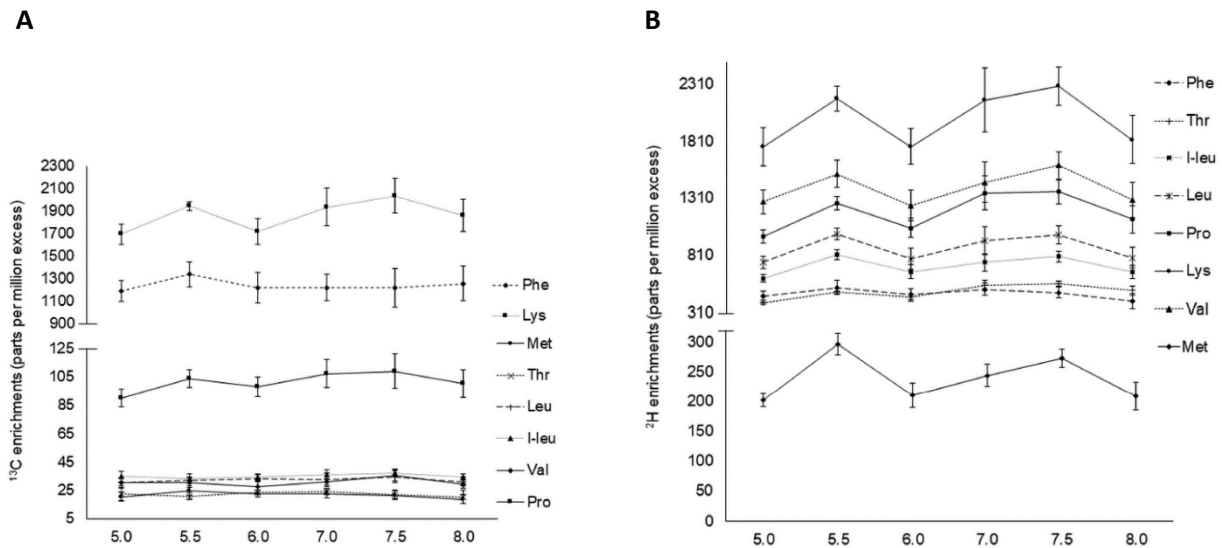 A
¹³C enrichments (parts per million excess)
2300
2100
1900
1700
1500
1300
1100
900
125
105
85
65
45
25
5
5.0 5.5 6.0 7.0 7.5 8.0
Phe
Lys
Met
Thr
Leu
I-leu
Val
Pro
B
²H enrichments (parts per million excess)
2310
1810
1310
810
310
300
250
200
150
100
50
0
5.0 5.5 6.0 7.0 7.5 8.0
Phe
Thr
I-leu
Leu
Pro
Lys
Val
Met